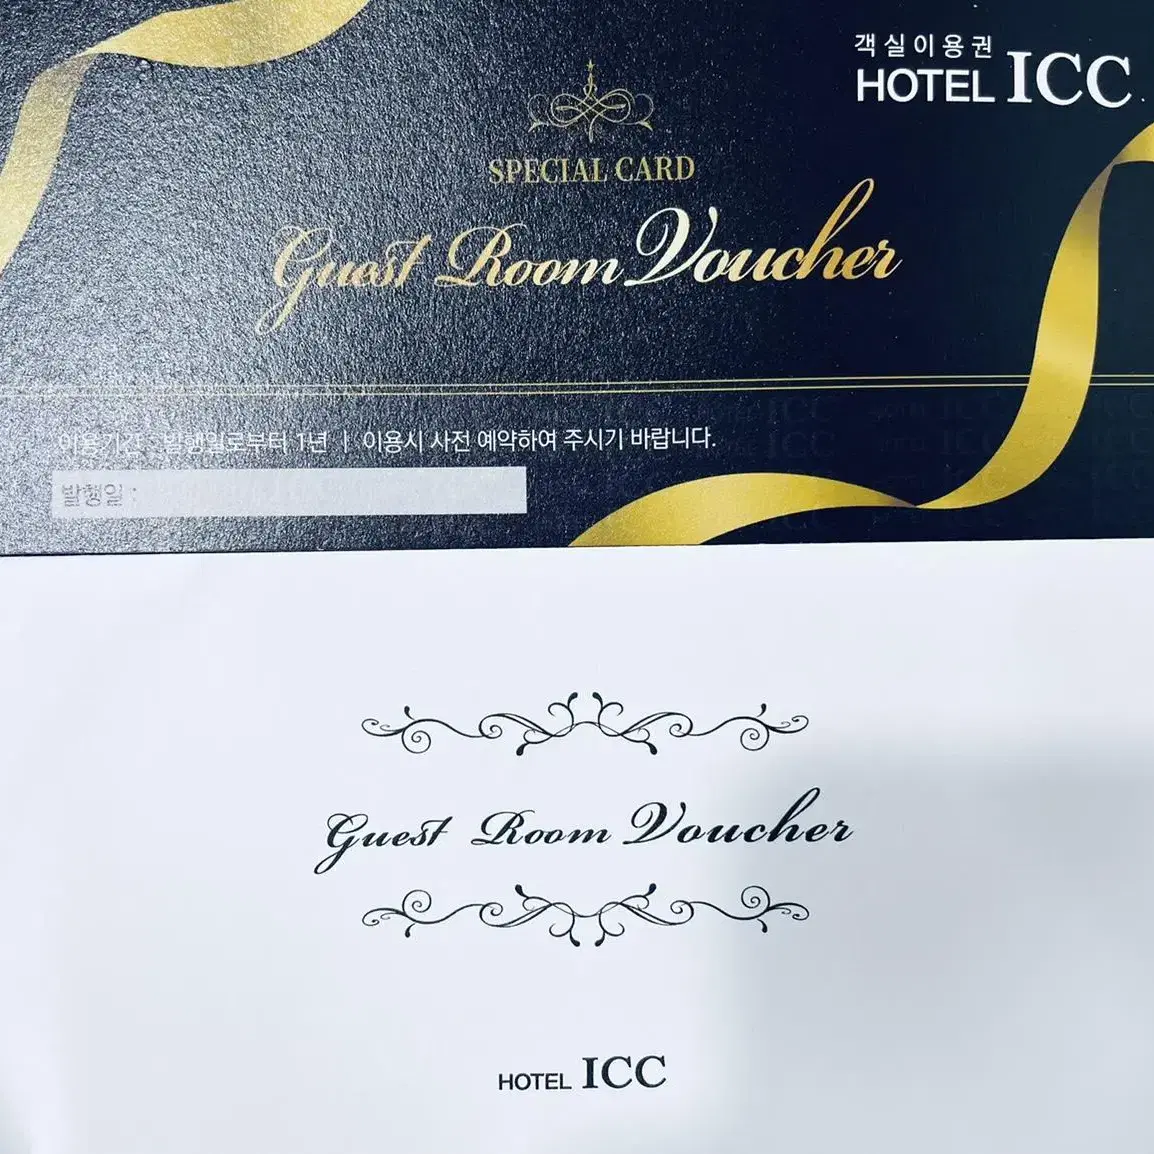 객실이용권
HOTEL ICC
SPECIAL CARD
Guest Room Voucher
이용기간 : 발행일로부터 1년 | 이용시 사전 예약하여 주시기 바랍니다.
발행일 :
Guest Room Voucher
HOTEL ICC